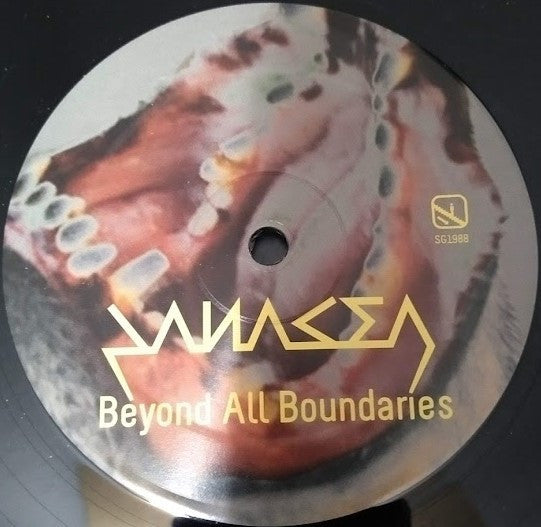 SG1988
PANACEA
Beyond All Boundaries